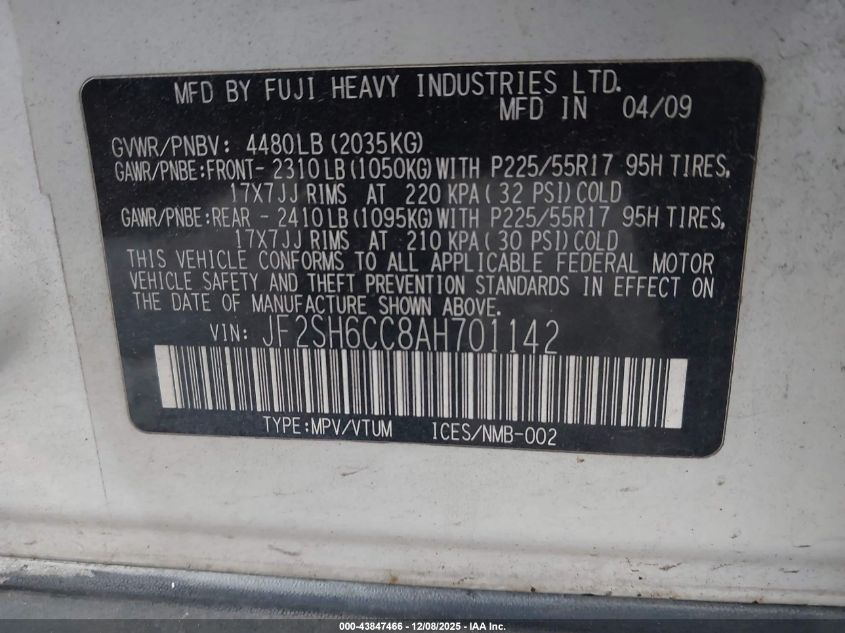 MFD BY FUJI HEAVY INDUSTRIES LTD.
MFD IN 04/09
GVWR/PNBV: 4480LB (2035KG)
GAWR/PNBE:FRONT- 2310LB (1050KG) WITH P225/55R17 95H TIRES,
17X7JJ RIMS AT 220 KPA ( 32 PSI) COLD
GAWR/PNBE:REAR - 2410LB (1095KG) WITH P225/55R17 95H TIRES,
17X7JJ RIMS AT 210 KPA ( 30 PSI) COLD
THIS VEHICLE CONFORMS TO ALL APPLICABLE FEDERAL MOTOR
VEHICLE SAFETY AND THEFT PREVENTION STANDARDS IN EFFECT ON
THE DATE OF MANUFACTURE SHOWN ABOVE.
VIN: JF2SH6CC8AH701142
TYPE:MPV/VTUM ICES/NMB-002
000-43847466 - 12/08/2025 - IAA Inc.